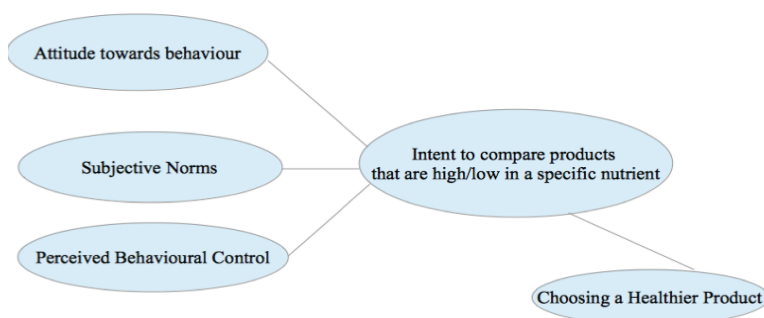 Attitude towards behaviour
Subjective Norms
Perceived Behavioural Control
Intent to compare products
that are high/low in a specific nutrient
Choosing a Healthier Product